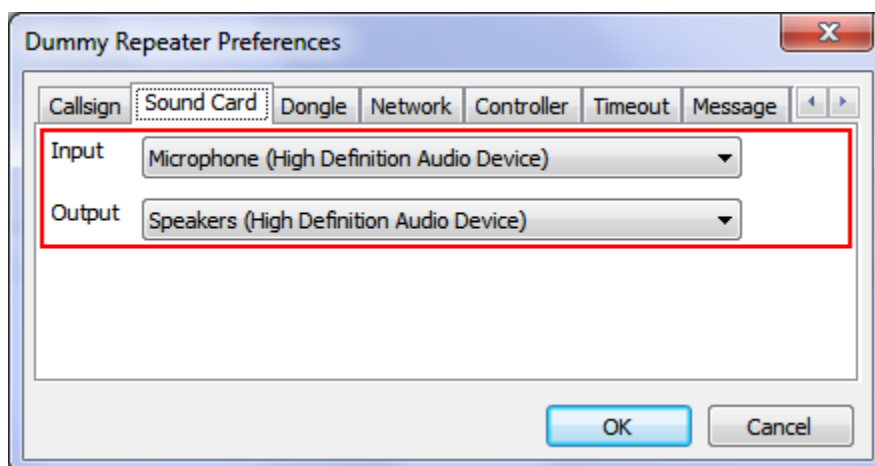 Dummy Repeater Preferences
Callsign Sound Card Dongle Network Controller Timeout Message
Input Microphone (High Definition Audio Device)
Output Speakers (High Definition Audio Device)
OK Cancel